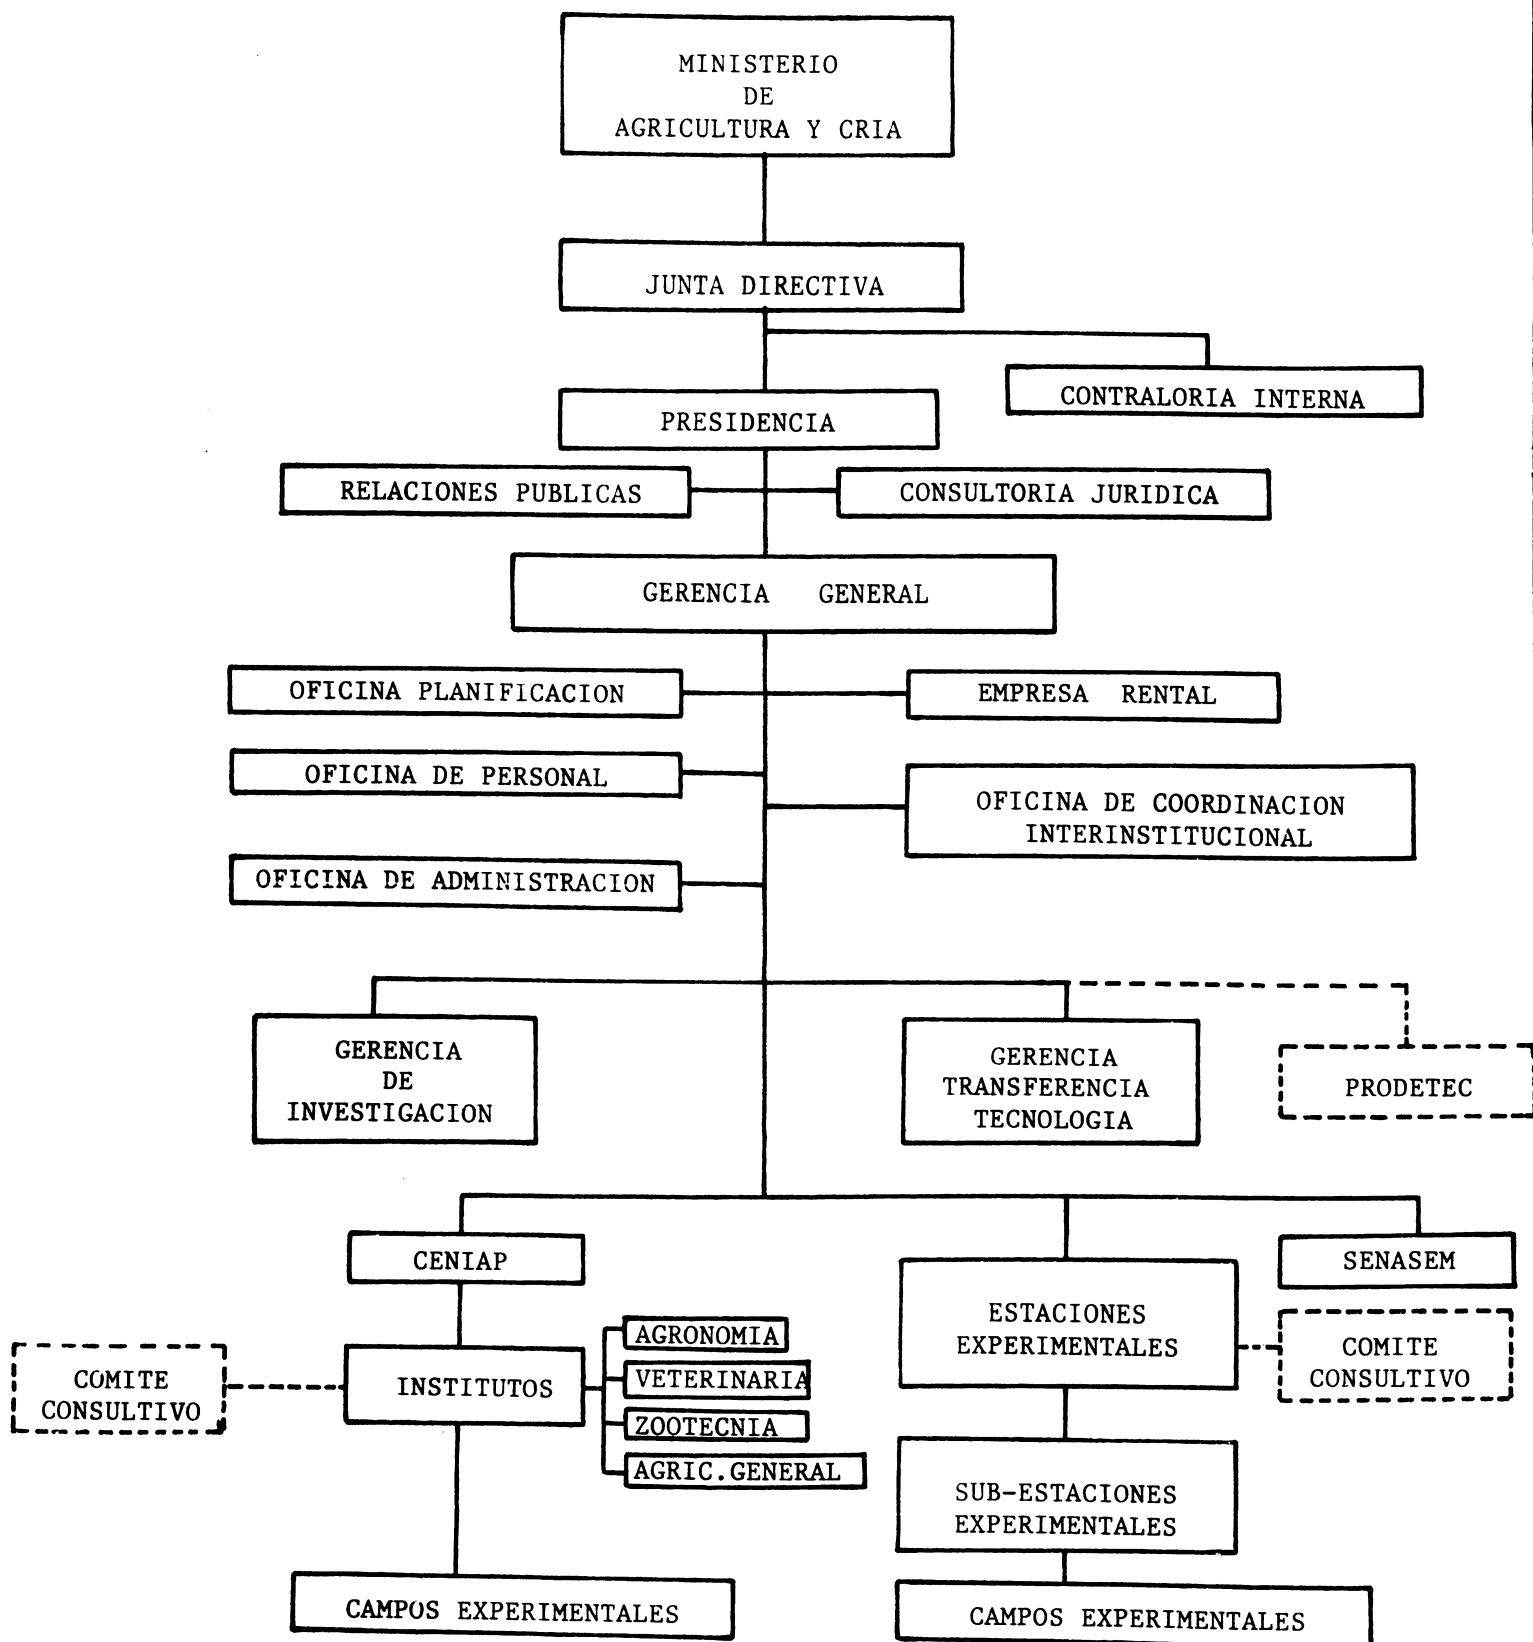 MINISTERIO
DE
AGRICULTURA Y CRIA
JUNTA DIRECTIVA
CONTRALORIA INTERNA
PRESIDENCIA
RELACIONES PUBLICAS
CONSULTORIA JURIDICA
GERENCIA GENERAL
OFICINA PLANIFICACION
EMPRESA RENTAL
OFICINA DE PERSONAL
OFICINA DE COORDINACION
INTERINSTITUCIONAL
OFICINA DE ADMINISTRACION
GERENCIA
DE
INVESTIGACION
GERENCIA
TRANSFERENCIA
TECNOLOGIA
PRODETEC
CENIAP
SENASEM
ESTACIONES
EXPERIMENTALES
COMITE
CONSULTIVO
INSTITUTOS
AGRONOMIA
VETERINARIA
ZOOTECNIA
AGRIC.GENERAL
COMITE
CONSULTIVO
SUB-ESTACIONES
EXPERIMENTALES
CAMPOS EXPERIMENTALES
CAMPOS EXPERIMENTALES